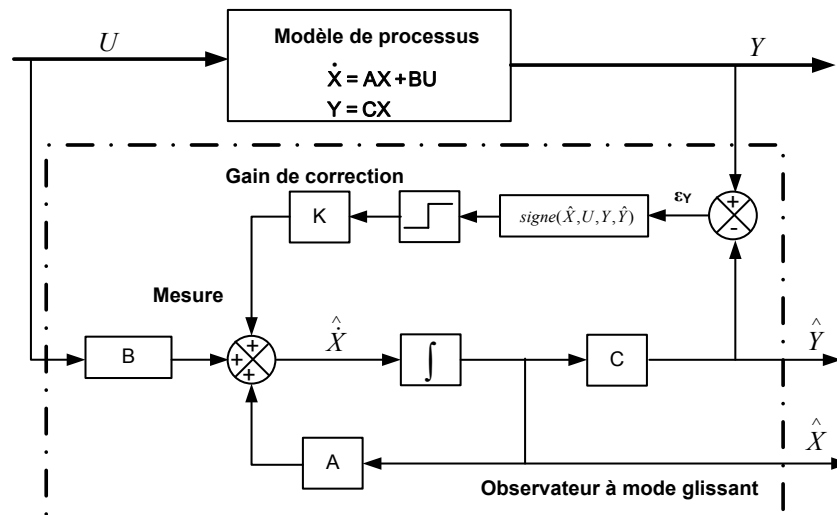 U
Modèle de processus
Ẋ = AX + BU
Y = CX
Y
Gain de correction
K
signe(X̂,U,Y,Ŷ)
εY
+
-
Mesure
B
+
+
+
Ẋ̂
∫
C
Ŷ
A
X̂
Observateur à mode glissant